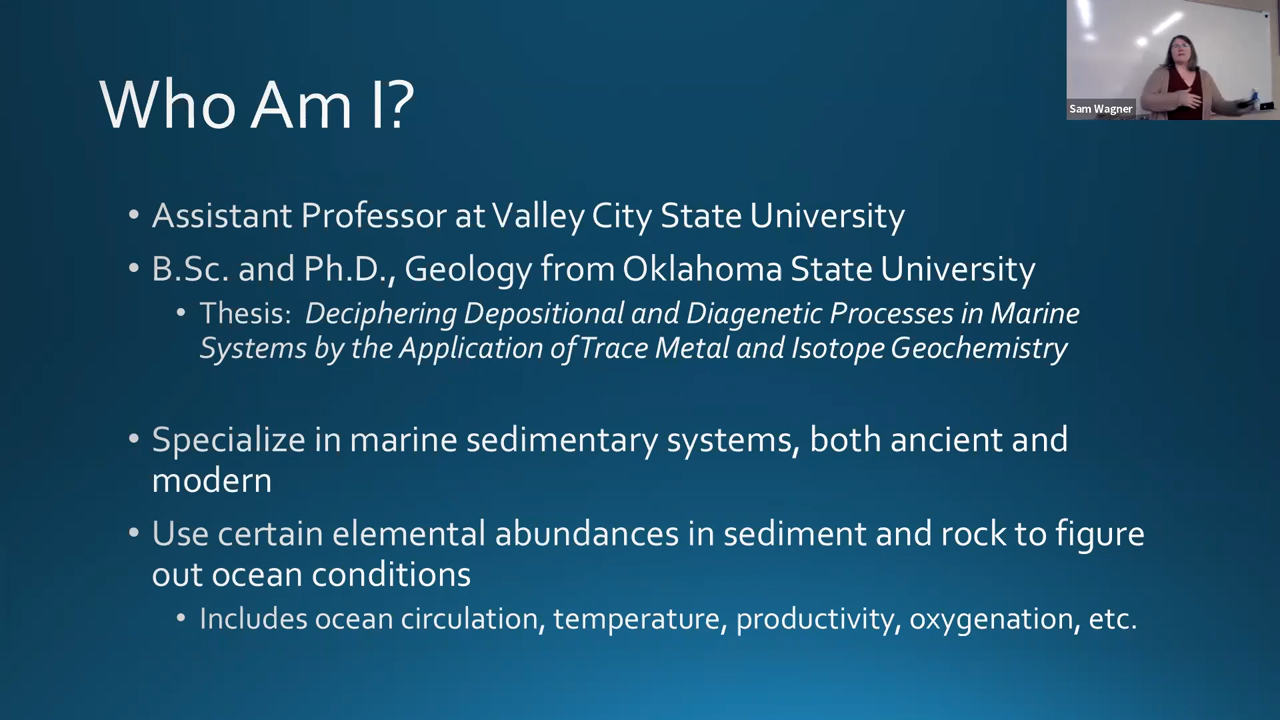 Sam Wagner
Who Am I?
• Assistant Professor at Valley City State University
• B.Sc. and Ph.D., Geology from Oklahoma State University
• Thesis: Deciphering Depositional and Diagenetic Processes in Marine
Systems by the Application of Trace Metal and Isotope Geochemistry
• Specialize in marine sedimentary systems, both ancient and
modern
• Use certain elemental abundances in sediment and rock to figure
out ocean conditions
• Includes ocean circulation, temperature, productivity, oxygenation, etc.